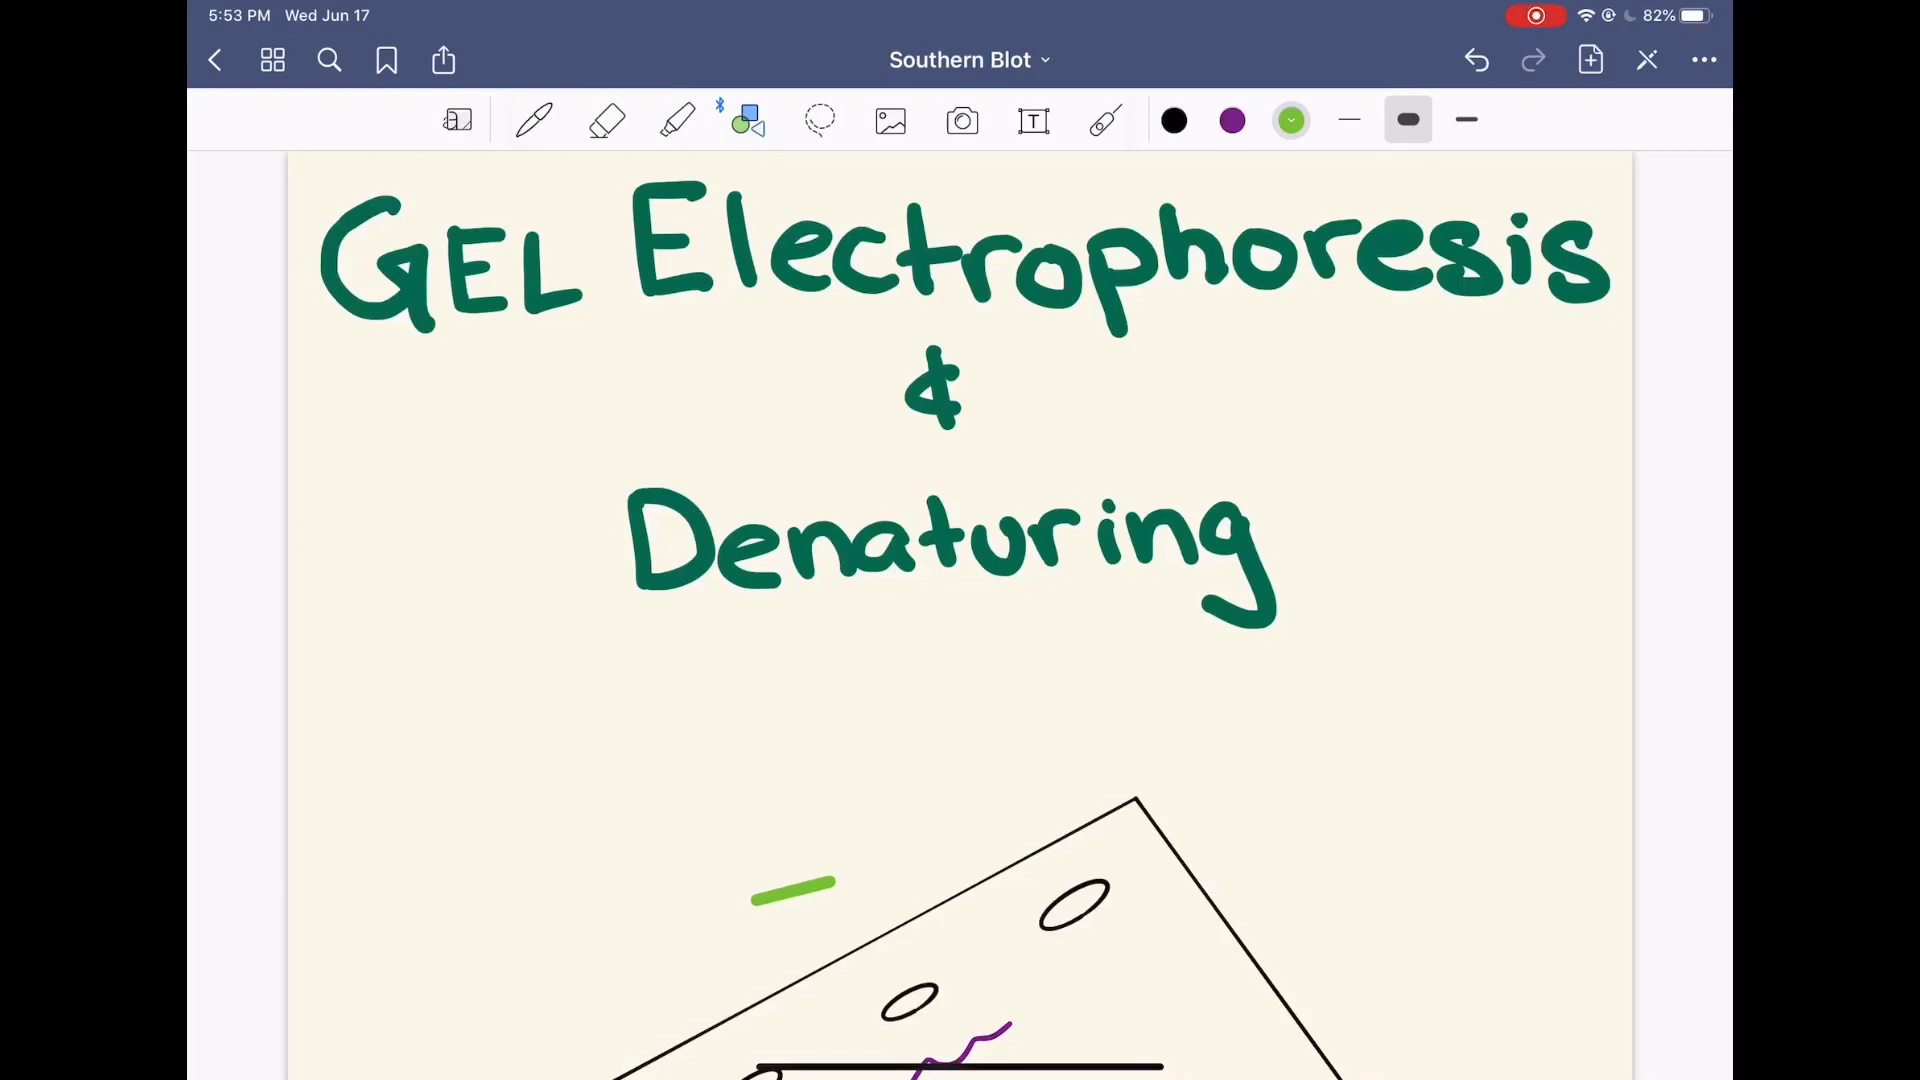 5:53 PM Wed Jun 17 82%
Southern Blot
a T
GEL Electrophoresis
&
Denaturing